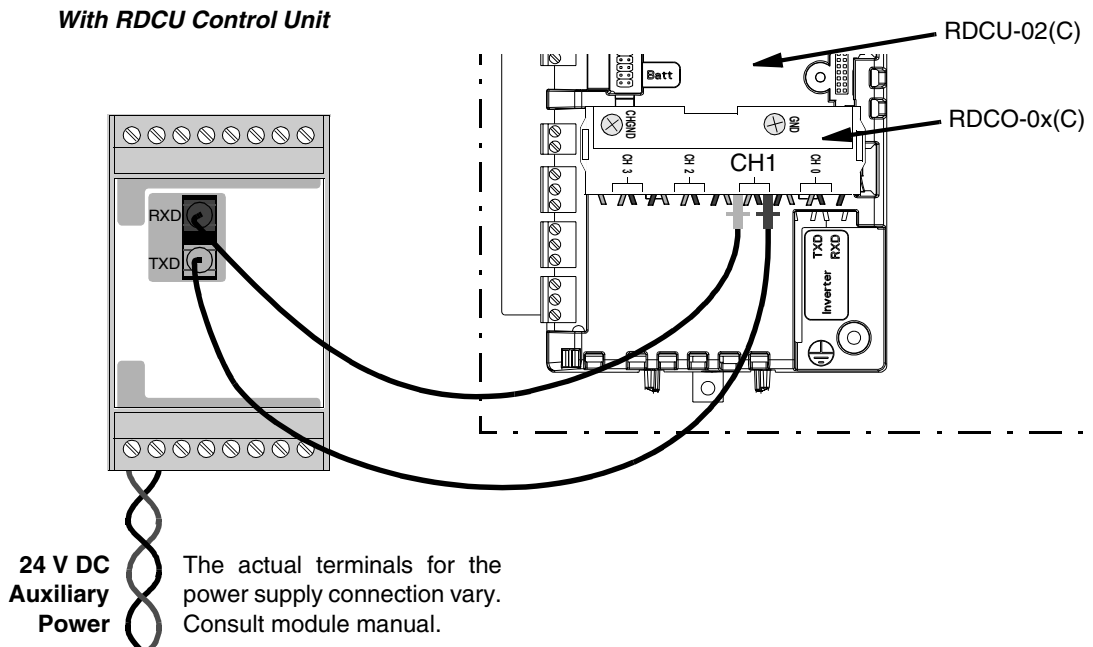 With RDCU Control Unit
RDCU-02(C)
Batt
RDCO-0x(C)
CHGND
GND
CH 3
CH 2
CH1
CH 0
RXD
TXD
TXD
RXD
Inverter
24 V DC
Auxiliary
Power
The actual terminals for the
power supply connection vary.
Consult module manual.